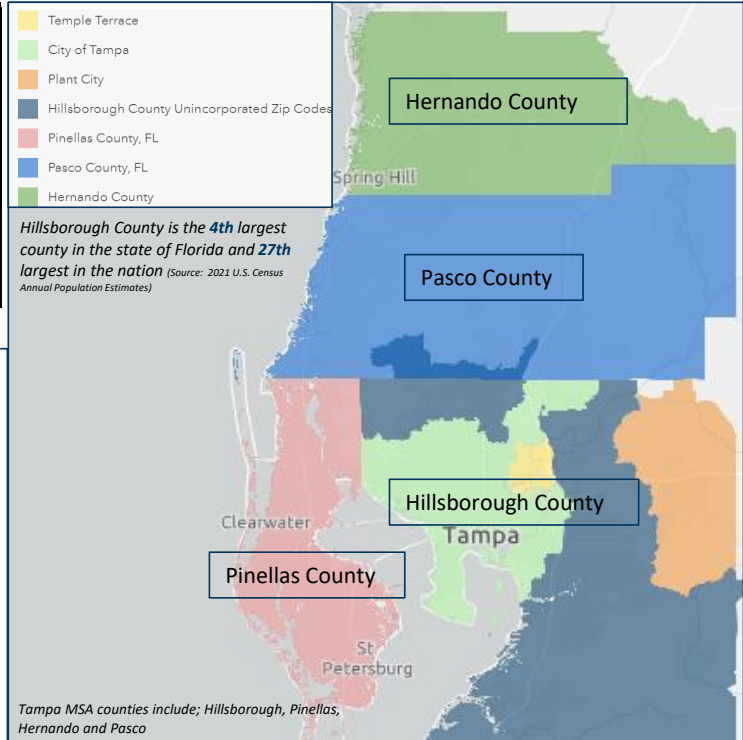 Temple Terrace
City of Tampa
Plant City
Hillsborough County Unincorporated Zip Codes
Pinellas County, FL
Pasco County, FL
Hernando County
Hillsborough County is the 4th largest
county in the state of Florida and 27th
largest in the nation (Source: 2021 U.S. Census
Annual Population Estimates)
Hernando County
Spring Hill
Pasco County
Hillsborough County
Clearwater
Tampa
Pinellas County
St
Petersburg
Tampa MSA counties include; Hillsborough, Pinellas,
Hernando and Pasco